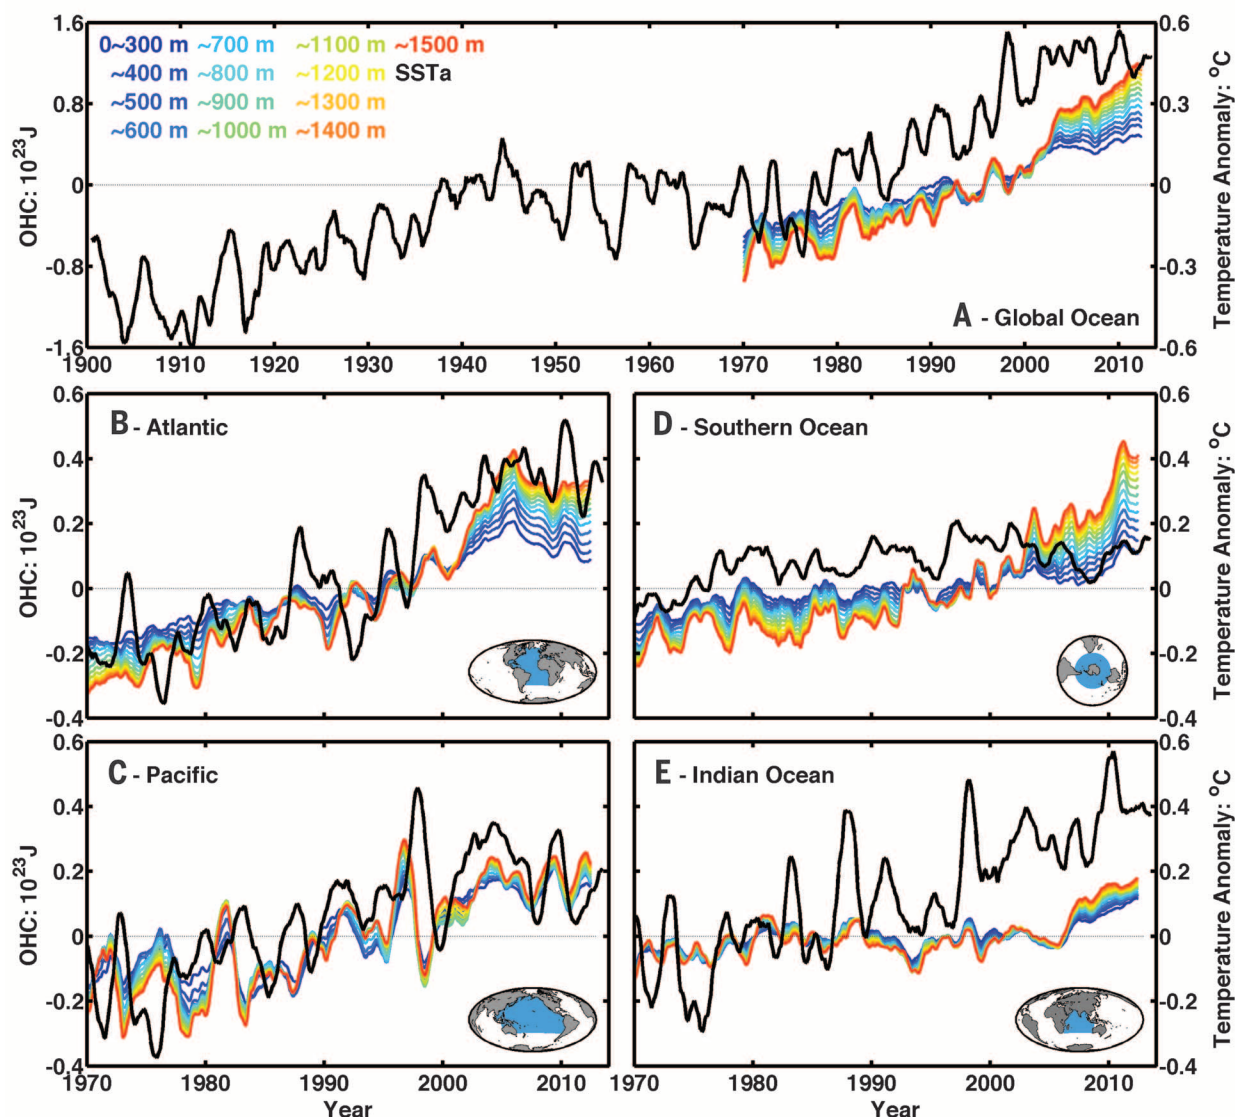 1.6
0.8
0
-0.8
-1.6
OHC: 10²³J
0~300 m ~700 m ~1100 m ~1500 m
~400 m ~800 m ~1200 m SSTa
~500 m ~900 m ~1300 m
~600 m ~1000 m ~1400 m
0.6
0.3
0
-0.3
-0.6
Temperature Anomaly: °C
A - Global Ocean
1900 1910 1920 1930 1940 1950 1960 1970 1980 1990 2000 2010
B - Atlantic
0.6
0.4
0.2
0
-0.2
-0.4
OHC: 10²³J
D - Southern Ocean
0.6
0.4
0.2
0
-0.2
-0.4
Temperature Anomaly: °C
C - Pacific
0.6
0.4
0.2
0
-0.2
-0.4
OHC: 10²³J
1970 1980 1990 2000 2010
Year
E - Indian Ocean
0.6
0.4
0.2
0
-0.2
-0.4
Temperature Anomaly: °C
1970 1980 1990 2000 2010
Year